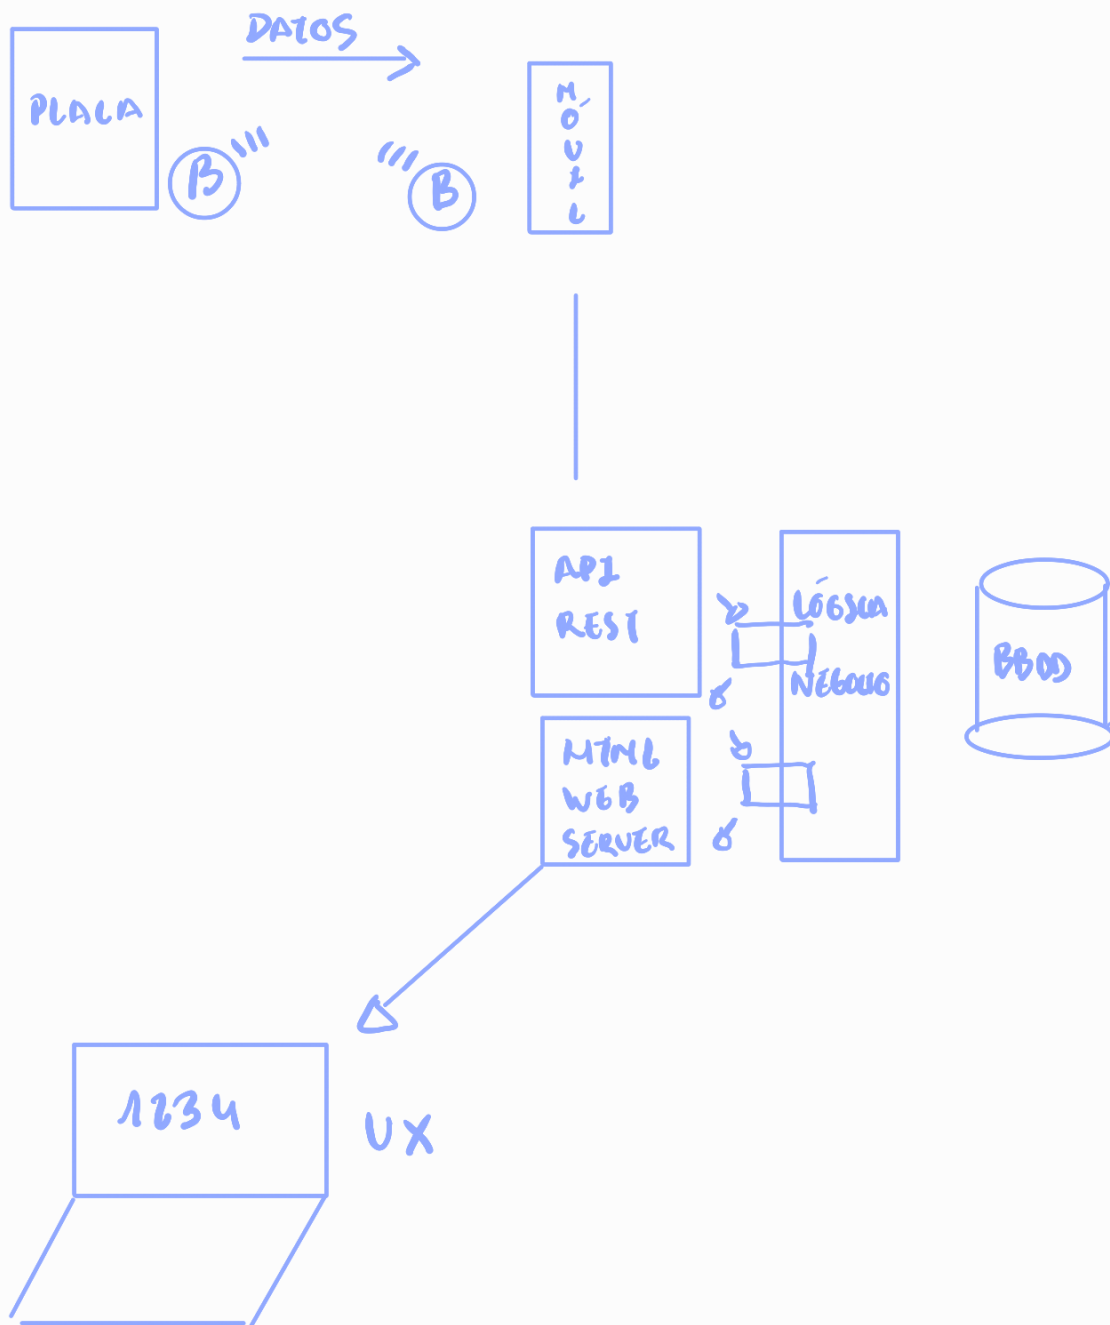 DATOS
PLACA
B
B
MÓVIL
API
REST
LÓGICA
NEGOCIO
BBDD
HTML
WEB
SERVER
1234
UX